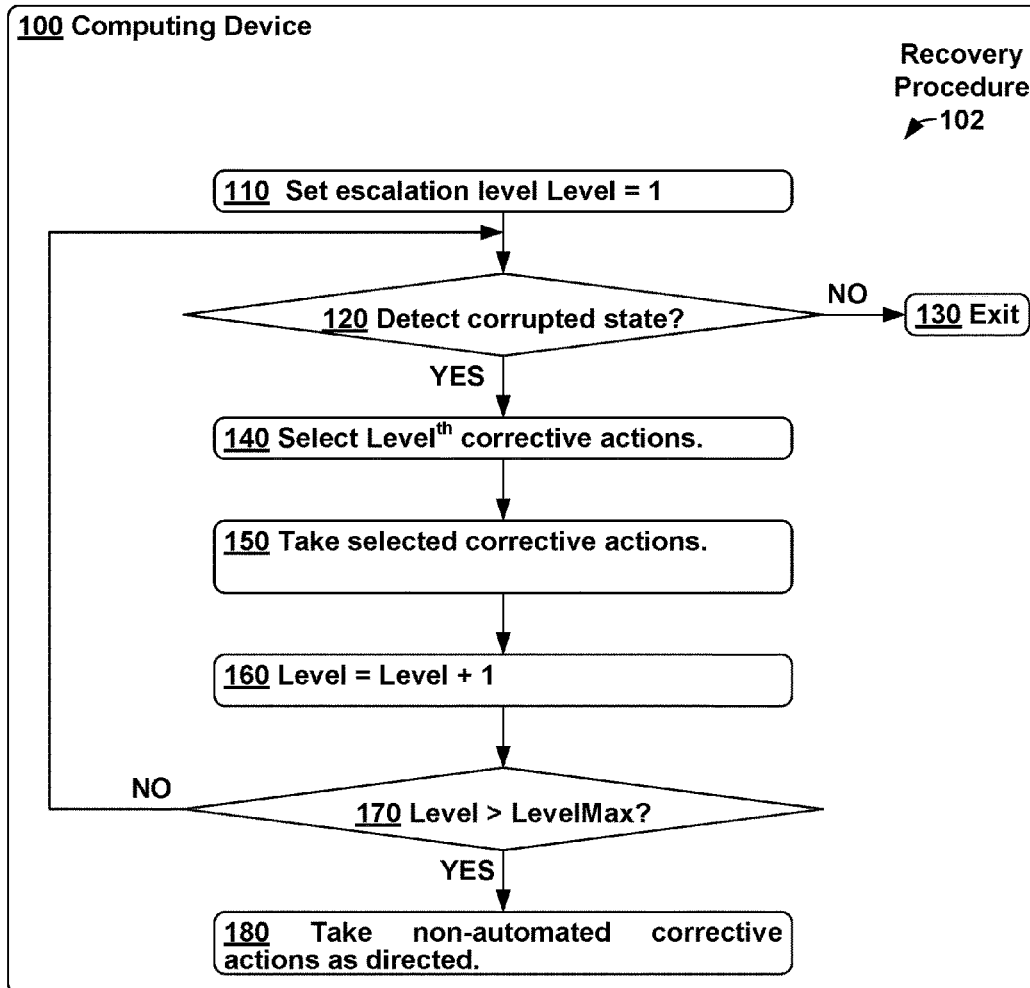 100 Computing Device
Recovery
Procedure
102
110 Set escalation level Level = 1
120 Detect corrupted state?
NO
130 Exit
YES
140 Select Levelth corrective actions.
150 Take selected corrective actions.
160 Level = Level + 1
NO
170 Level > LevelMax?
YES
180 Take non-automated corrective
actions as directed.